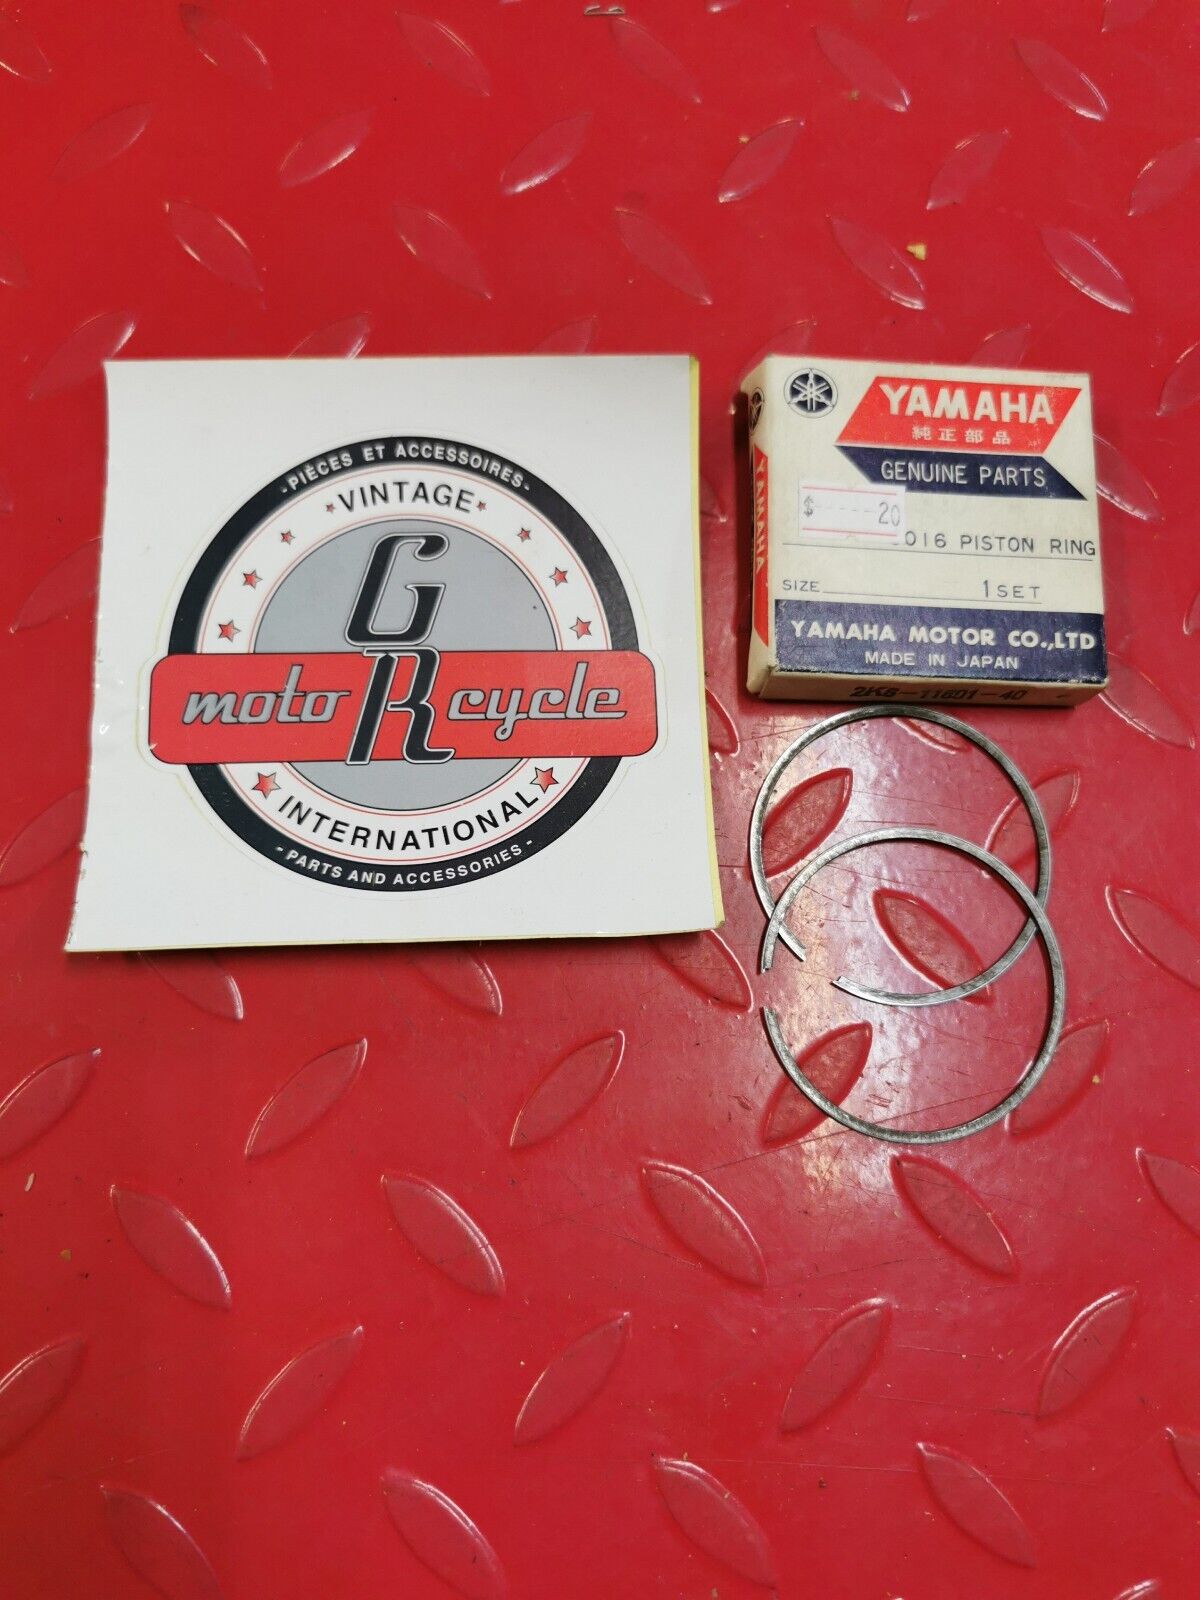 - PIÈCES ET ACCESSOIRES -
VINTAGE
GR
moto cycle
INTERNATIONAL
- PARTS AND ACCESSORIES -
YAMAHA
純正部品
GENUINE PARTS
$-----20
016 PISTON RING
SIZE 1 SET
YAMAHA MOTOR CO.,LTD
MADE IN JAPAN
2K6-11601-40
YAMAHA